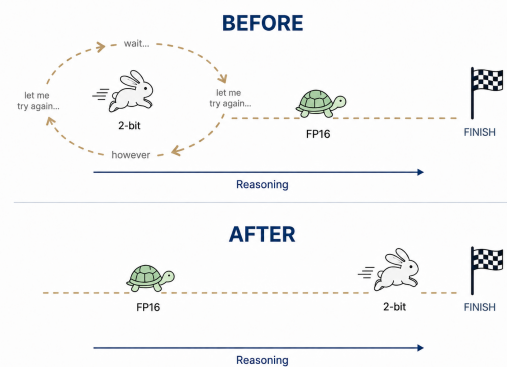 BEFORE
wait...
let me
try again...
let me
try again...
2-bit
however
FP16
FINISH
Reasoning
AFTER
FP16
2-bit
FINISH
Reasoning